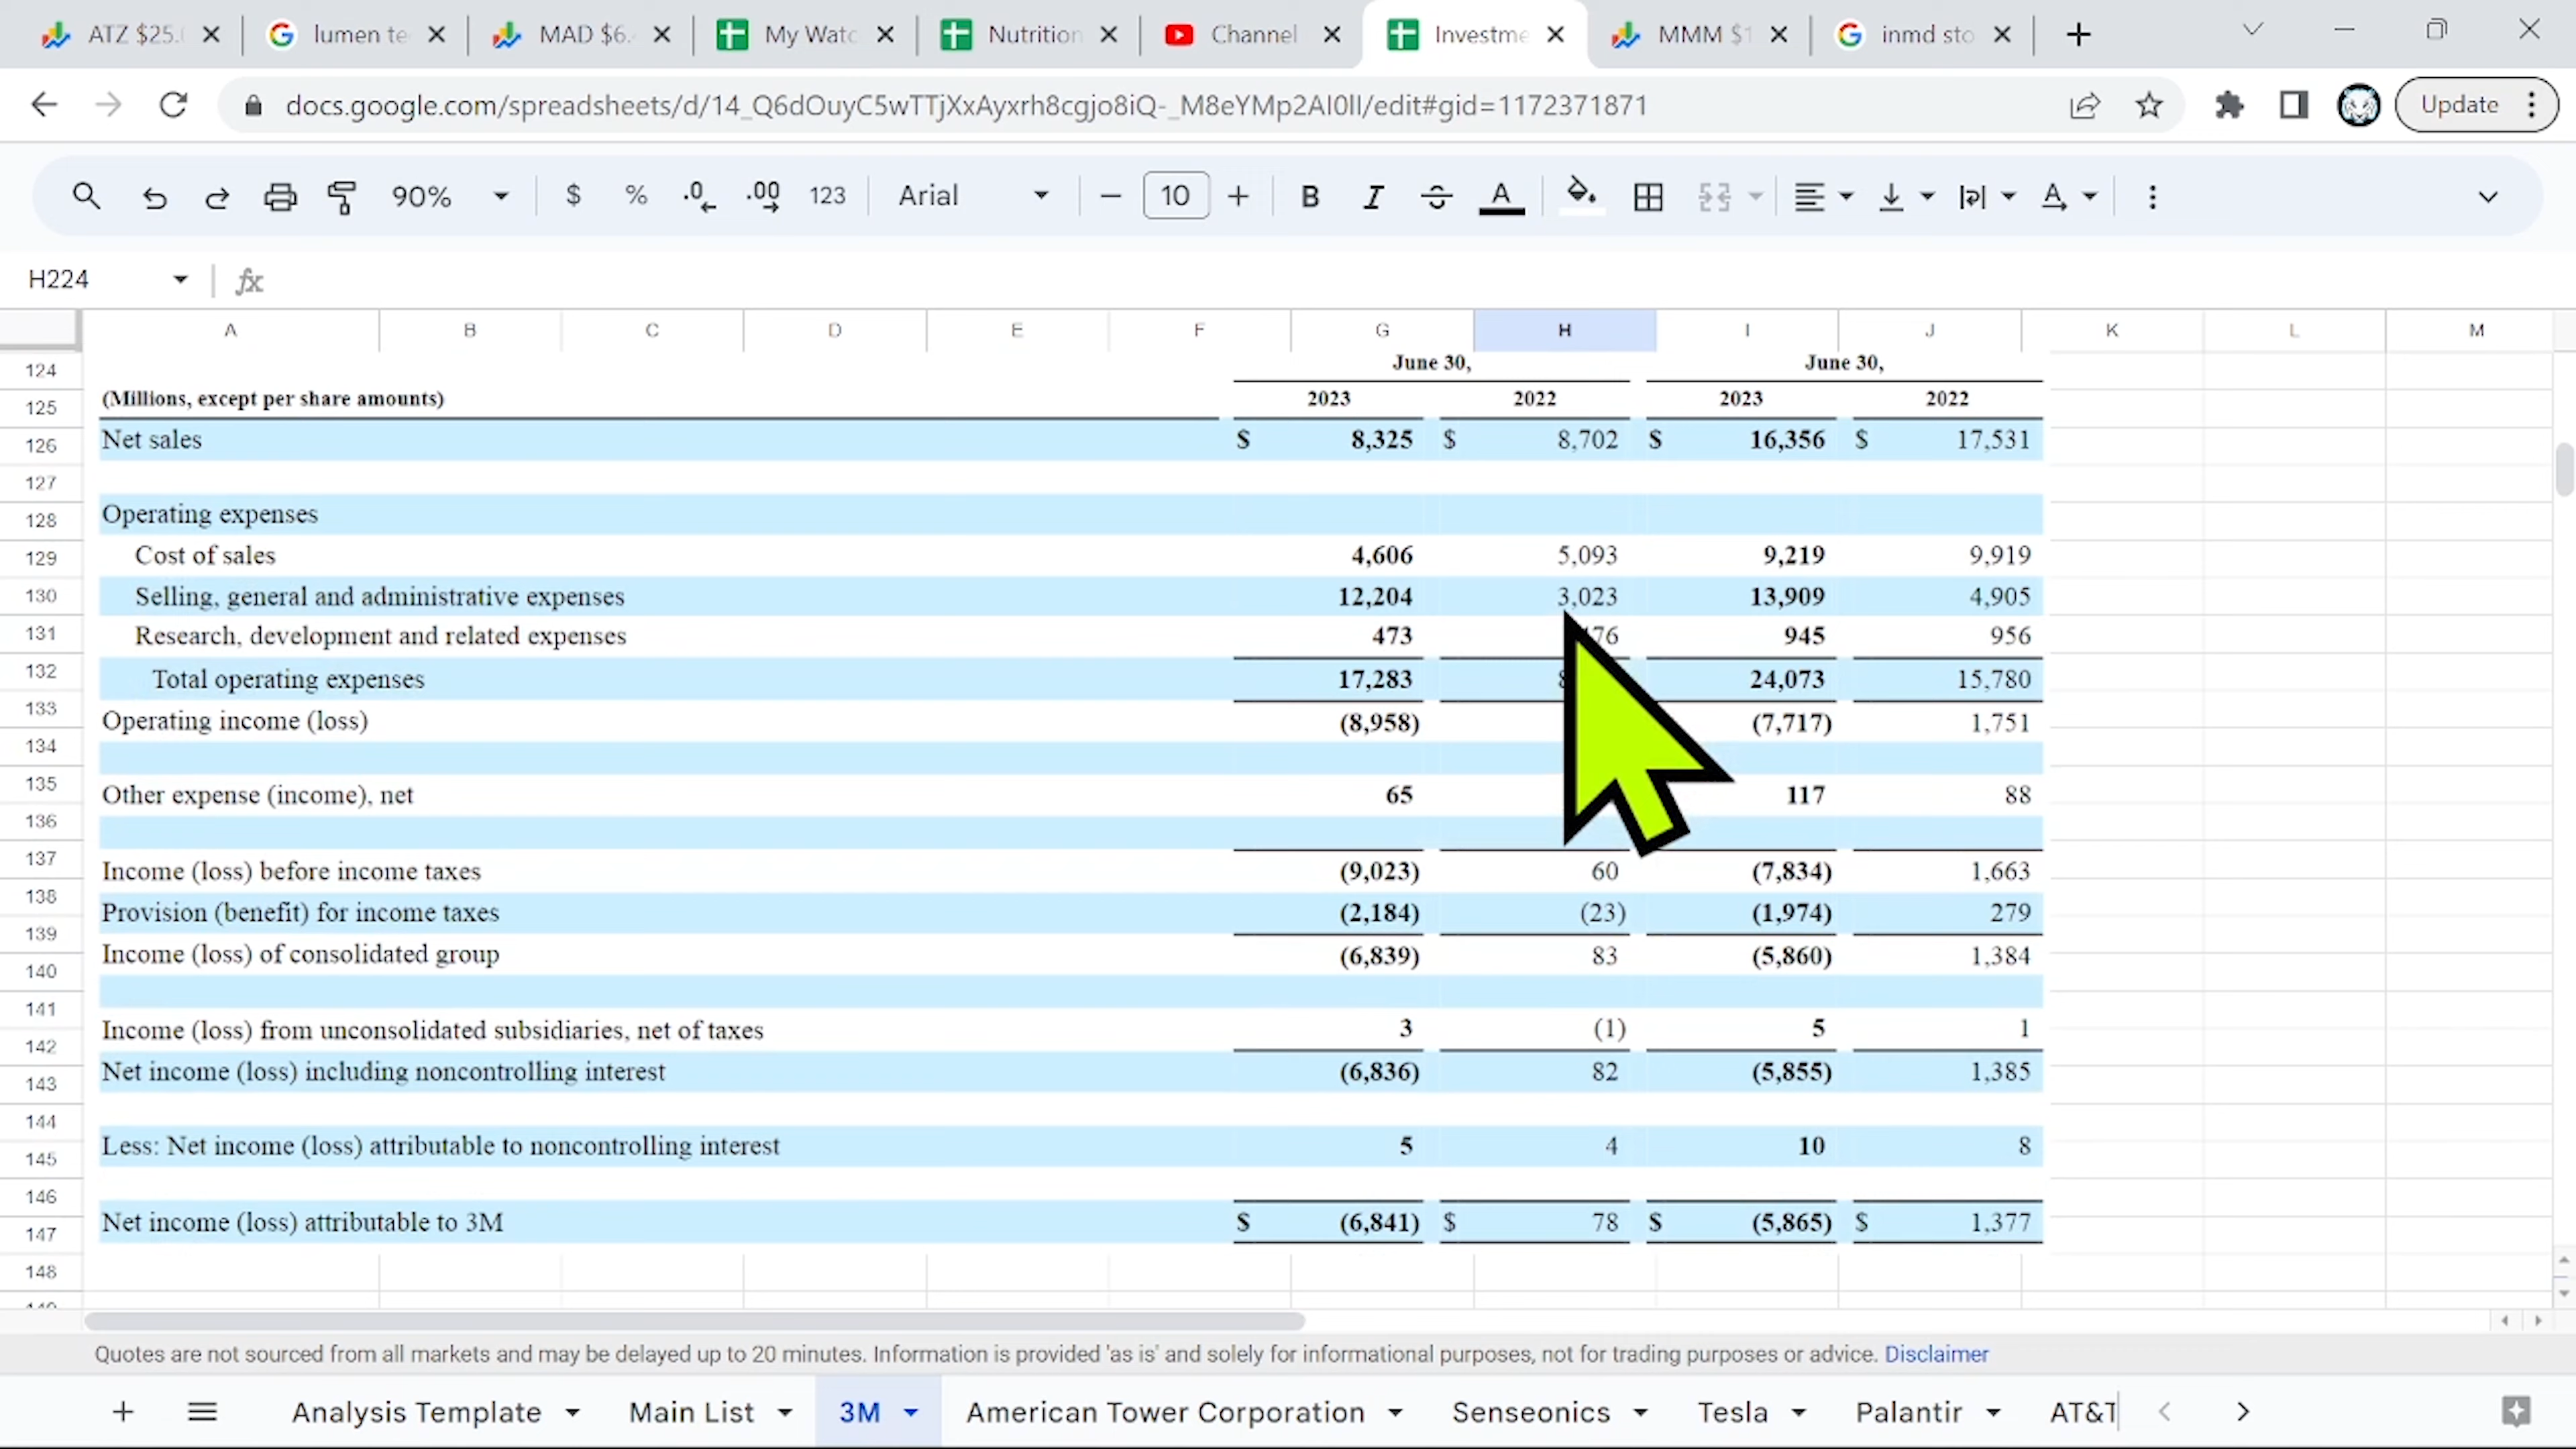 ATZ $25.
lumen te
MAD $6.
My Watc
Nutrition
Channel
Investme
MMM $1
inmd sto
docs.google.com/spreadsheets/d/14_Q6dOuyC5wTTjXxAyxrh8cgjo8iQ-_M8eYMp2AI0lI/edit#gid=1172371871
Update
90% $ % .0 .00 123 Arial 10 B I A
H224 fx
A B C D E F G H I J K L M
124 June 30, June 30,
125 (Millions, except per share amounts) 2023 2022 2023 2022
126 Net sales $ 8,325 $ 8,702 $ 16,356 $ 17,531
127
128 Operating expenses
129 Cost of sales 4,606 5,093 9,219 9,919
130 Selling, general and administrative expenses 12,204 3,023 13,909 4,905
131 Research, development and related expenses 473 76 945 956
132 Total operating expenses 17,283 24,073 15,780
133 Operating income (loss) (8,958) (7,717) 1,751
134
135 Other expense (income), net 65 117 88
136
137 Income (loss) before income taxes (9,023) 60 (7,834) 1,663
138 Provision (benefit) for income taxes (2,184) (23) (1,974) 279
139 Income (loss) of consolidated group (6,839) 83 (5,860) 1,384
140
141 Income (loss) from unconsolidated subsidiaries, net of taxes 3 (1) 5 1
142
143 Net income (loss) including noncontrolling interest (6,836) 82 (5,855) 1,385
144
145 Less: Net income (loss) attributable to noncontrolling interest 5 4 10 8
146
147 Net income (loss) attributable to 3M $ (6,841) $ 78 $ (5,865) $ 1,377
148
Quotes are not sourced from all markets and may be delayed up to 20 minutes. Information is provided 'as is' and solely for informational purposes, not for trading purposes or advice. Disclaimer
Analysis Template Main List 3M American Tower Corporation Senseonics Tesla Palantir AT&T